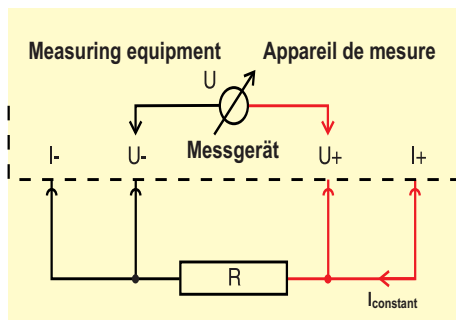 Measuring equipment Appareil de mesure
U
Messgerät
I- U- U+ I+
R
Iconstant